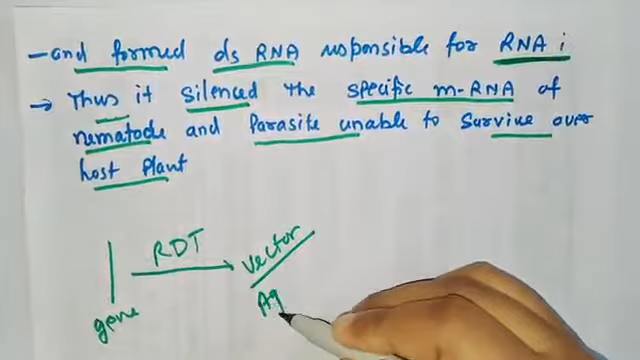 - and formed ds RNA responsible for RNA i
→ Thus it silenced the specific m-RNA of
nematode and Parasite unable to Survive over
host Plant
RDT
vector
gene
Ag